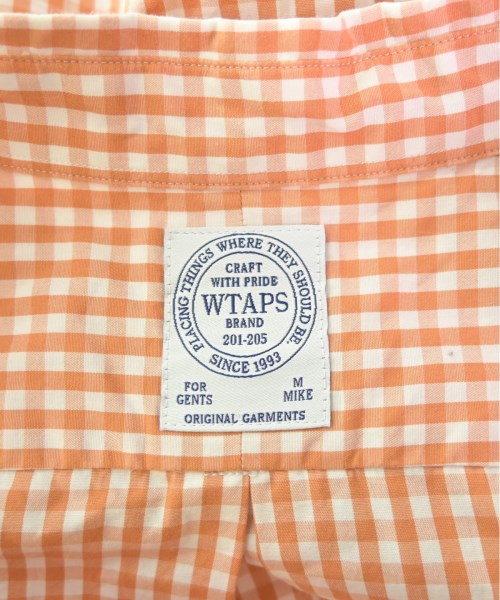 PLACING THINGS WHERE THEY SHOULD BE.
CRAFT
WITH PRIDE
WTAPS
BRAND
201-205
SINCE 1993
FOR
GENTS
M
MIKE
ORIGINAL GARMENTS